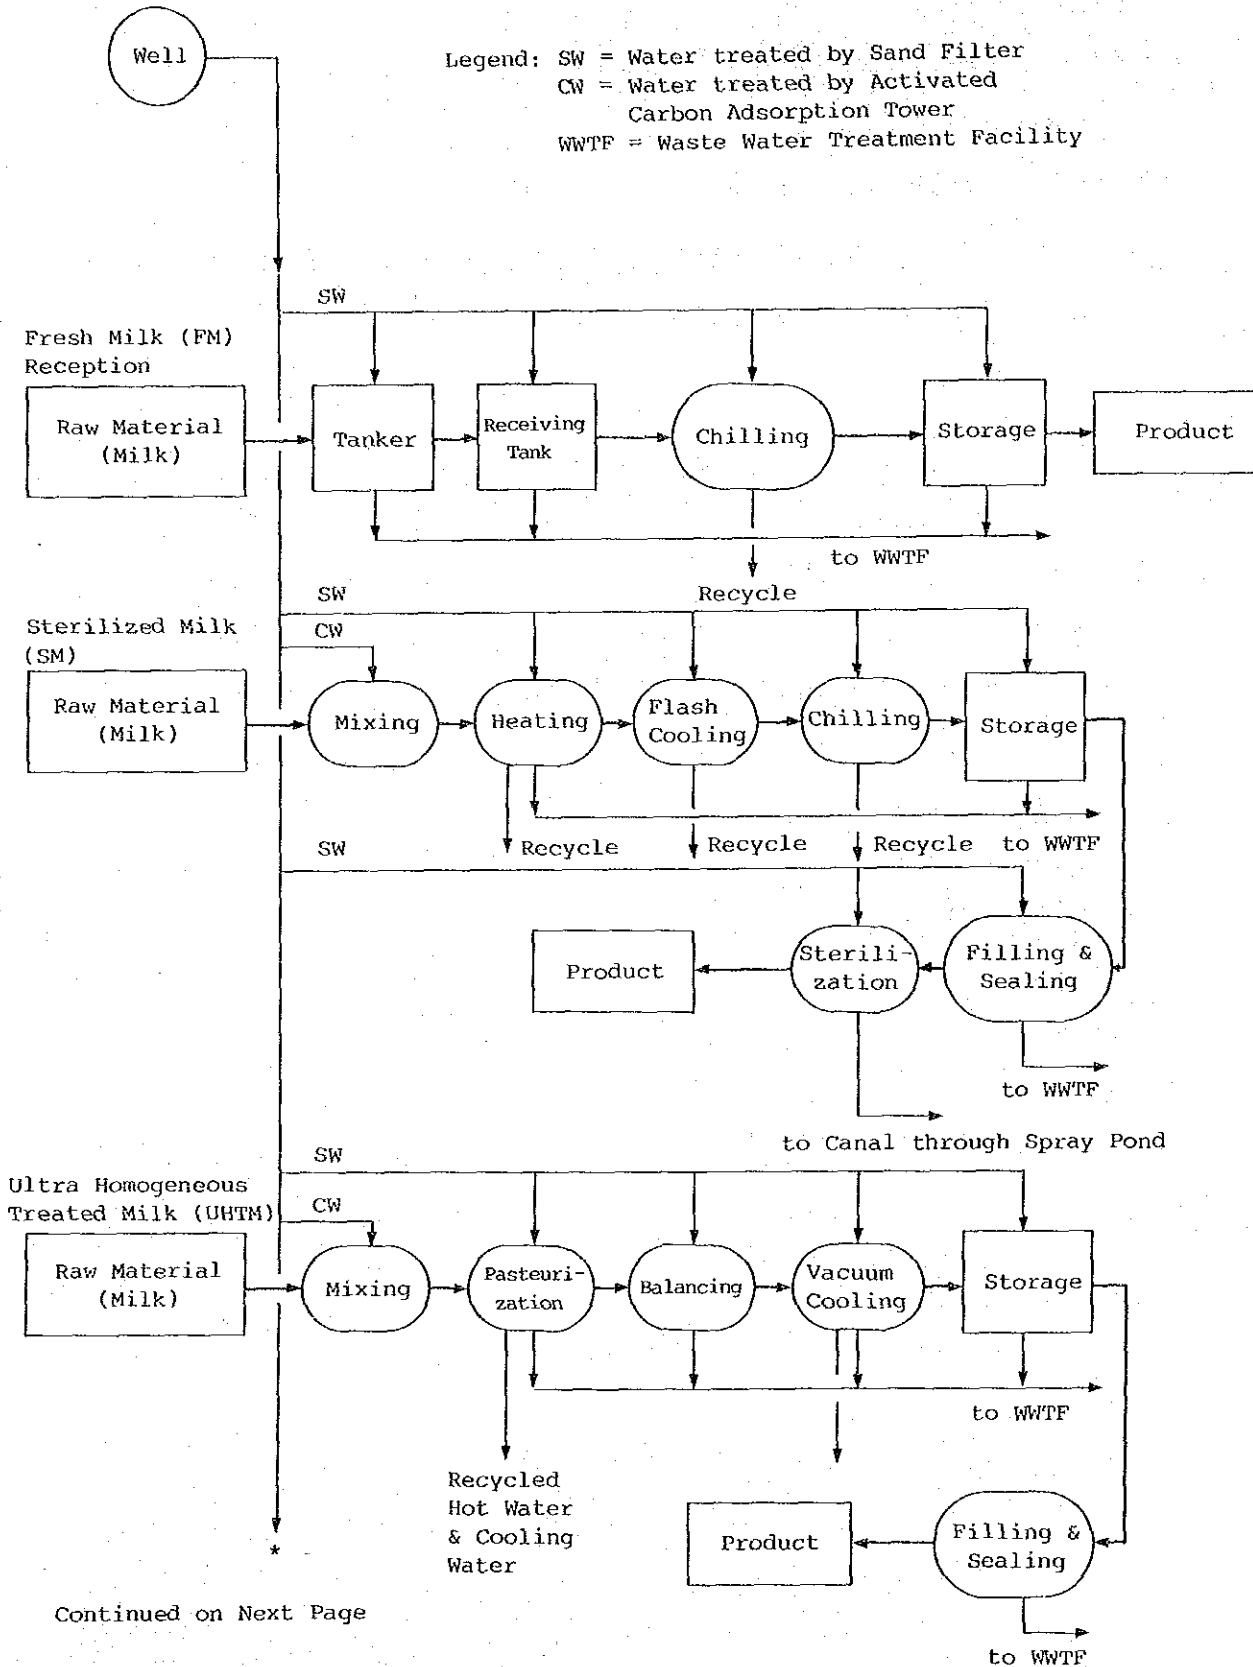 Well
Legend: SW = Water treated by Sand Filter
CW = Water treated by Activated
Carbon Adsorption Tower
WWTF = Waste Water Treatment Facility
SW
Fresh Milk (FM)
Reception
Raw Material
(Milk)
Tanker
Receiving
Tank
Chilling
Storage
Product
to WWTF
Recycle
SW
Sterilized Milk
(SM)
CW
Raw Material
(Milk)
Mixing
Heating
Flash
Cooling
Chilling
Storage
Recycle
Recycle
Recycle
to WWTF
SW
Product
Sterili-
zation
Filling &
Sealing
to WWTF
to Canal through Spray Pond
SW
Ultra Homogeneous
Treated Milk (UHTM)
CW
Raw Material
(Milk)
Mixing
Pasteuri-
zation
Balancing
Vacuum
Cooling
Storage
to WWTF
Recycled
Hot Water
& Cooling
Water
Product
Filling &
Sealing
*
Continued on Next Page
to WWTF